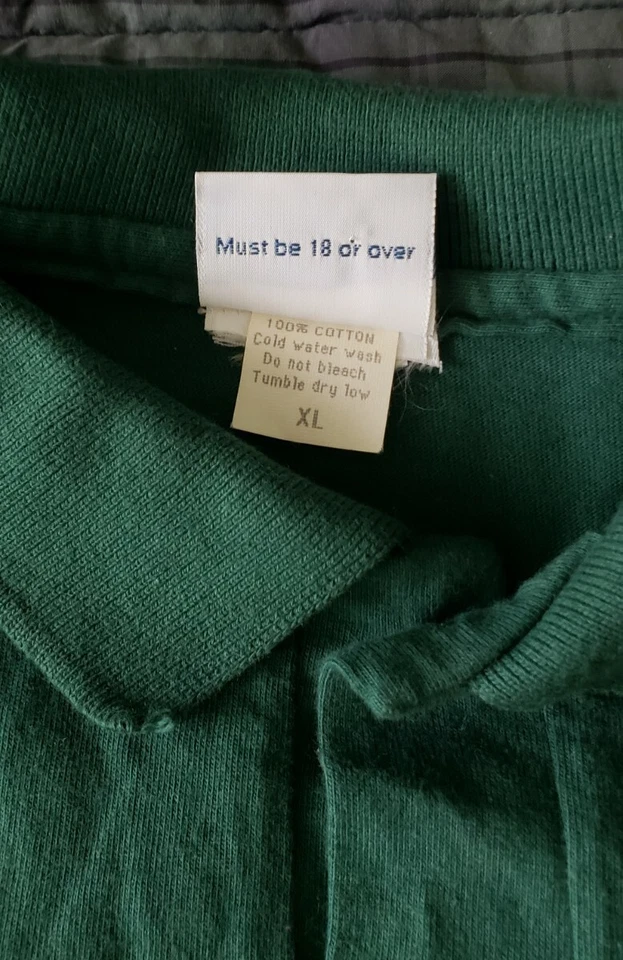 Must be 18 or over
100% COTTON
Cold water wash
Do not bleach
Tumble dry low
XL